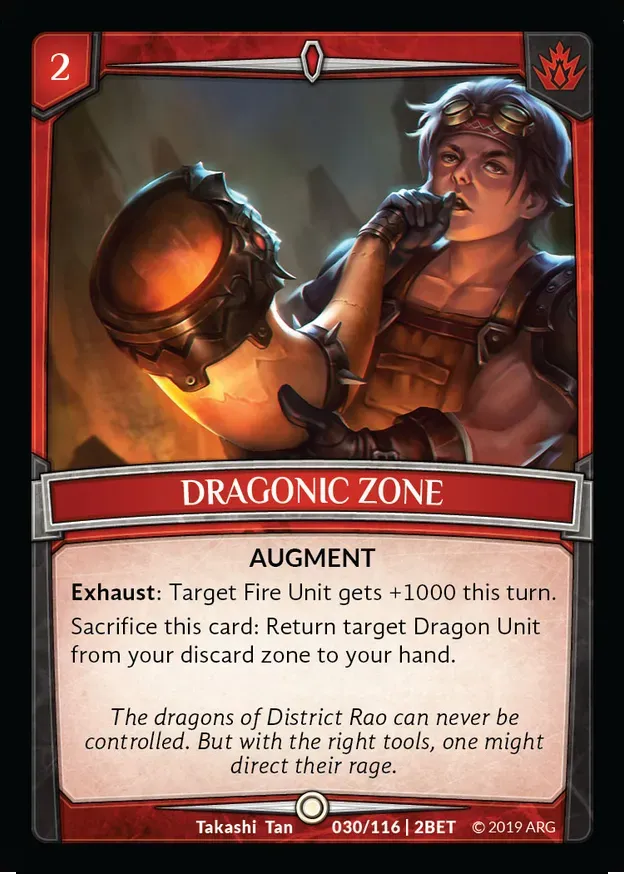 2
DRAGONIC ZONE
AUGMENT
Exhaust: Target Fire Unit gets +1000 this turn.
Sacrifice this card: Return target Dragon Unit
from your discard zone to your hand.
The dragons of District Rao can never be
controlled. But with the right tools, one might
direct their rage.
Takashi Tan 030/116 | 2BET © 2019 ARG